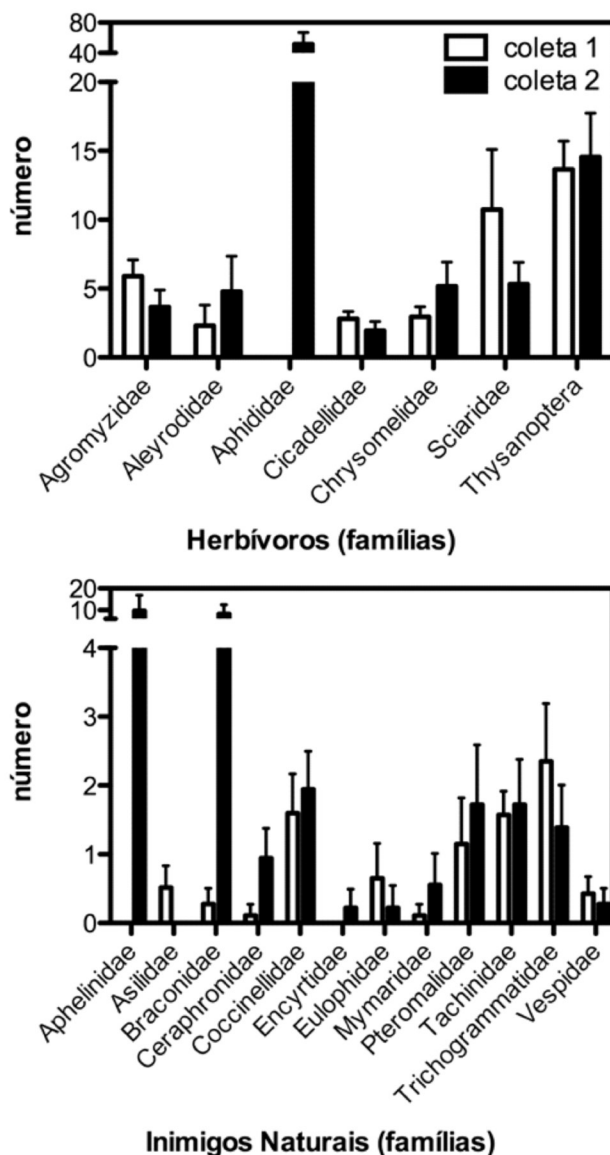 80
40
20
15
10
5
0
número
coleta 1
coleta 2
Agromyzidae
Aleyrodidae
Aphididae
Cicadellidae
Chrysomelidae
Sciaridae
Thysanoptera
Herbívoros (famílias)
20
10
4
3
2
1
0
número
Aphelinidae
Asilidae
Braconidae
Ceraphronidae
Coccinellidae
Encyrtidae
Eulophidae
Mymaridae
Pteromalidae
Tachinidae
Trichogrammatidae
Vespidae
Inimigos Naturais (famílias)